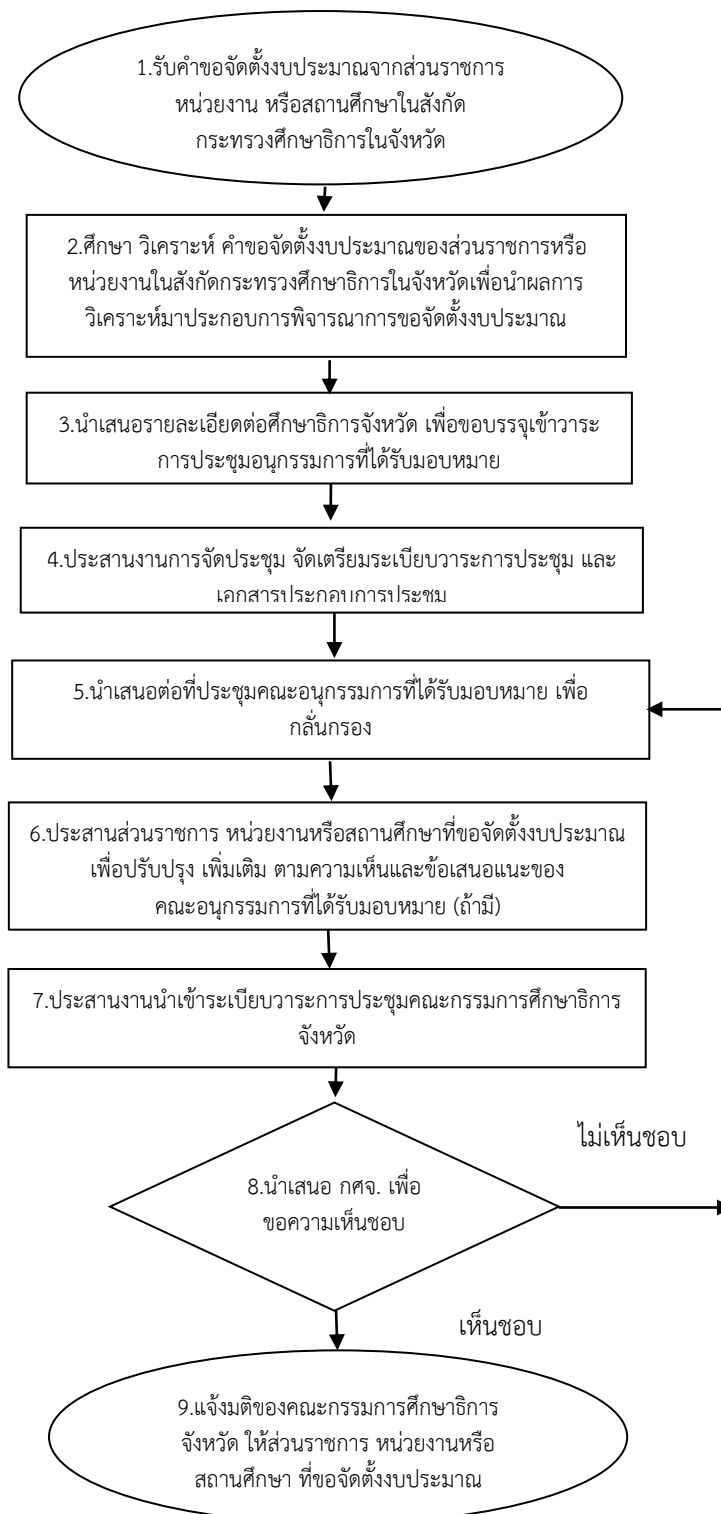 1.รับคำขอจัดตั้งงบประมาณจากส่วนราชการ
หน่วยงาน หรือสถานศึกษาในสังกัด
กระทรวงศึกษาธิการในจังหวัด
2.ศึกษา วิเคราะห์ คำขอจัดตั้งงบประมาณของส่วนราชการหรือ
หน่วยงานในสังกัดกระทรวงศึกษาธิการในจังหวัดเพื่อนำผลการ
วิเคราะห์มาประกอบการพิจารณาการขอจัดตั้งงบประมาณ
3.นำเสนอรายละเอียดต่อศึกษาธิการจังหวัด เพื่อขอบรรจุเข้าวาระ
การประชุมอนุกรรมการที่ได้รับมอบหมาย
4.ประสานงานการจัดประชุม จัดเตรียมระเบียบวาระการประชุม และ
เอกสารประกอบการประชุม
5.นำเสนอต่อที่ประชุมคณะอนุกรรมการที่ได้รับมอบหมาย เพื่อ
กลั่นกรอง
6.ประสานส่วนราชการ หน่วยงานหรือสถานศึกษาที่ขอจัดตั้งงบประมาณ
เพื่อปรับปรุง เพิ่มเติม ตามความเห็นและข้อเสนอแนะของ
คณะอนุกรรมการที่ได้รับมอบหมาย (ถ้ามี)
7.ประสานงานนำเข้าระเบียบวาระการประชุมคณะกรรมการศึกษาธิการ
จังหวัด
ไม่เห็นชอบ
8.นำเสนอ กศจ. เพื่อ
ขอความเห็นชอบ
เห็นชอบ
9.แจ้งมติของคณะกรรมการศึกษาธิการ
จังหวัด ให้ส่วนราชการ หน่วยงานหรือ
สถานศึกษา ที่ขอจัดตั้งงบประมาณ